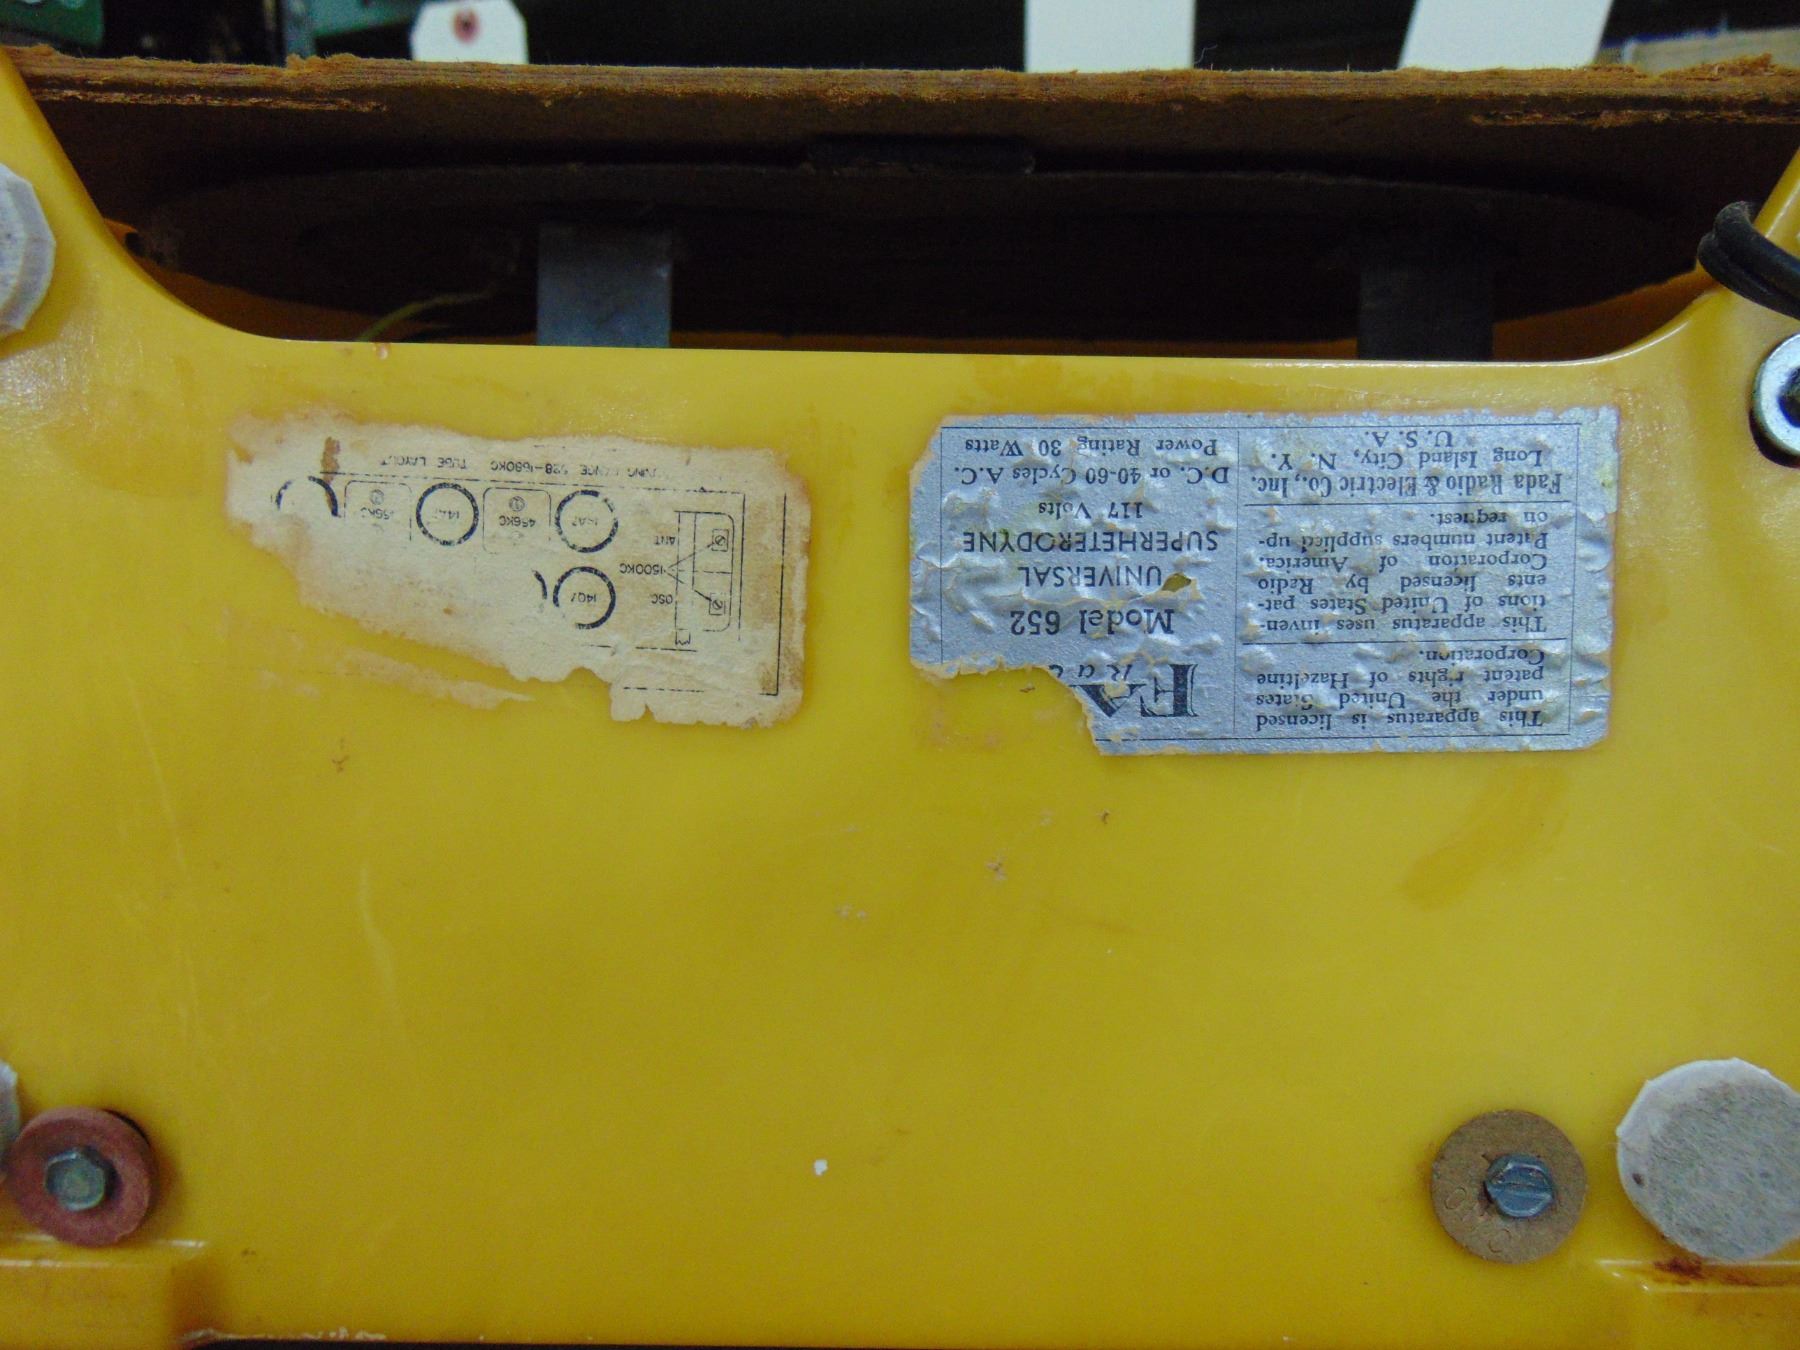 This apparatus is licensed
under the United States
patent rights of Hazeltine
Corporation.
This apparatus uses inven-
tions of United States pat-
ents licensed by Radio
Corporation of America.
Patent numbers supplied up-
on request.
Fada Radio & Electric Co., Inc.
Long Island City, N. Y.
U. S. A.
FA
Model 652
UNIVERSAL
SUPERHETERODYNE
117 Volts
D.C. or 40-60 Cycles A.C.
Power Rating 30 Watts
OSC
1500KC
ANT
14Q7
456KC
1
14A7
2
TUBE LAYOUT